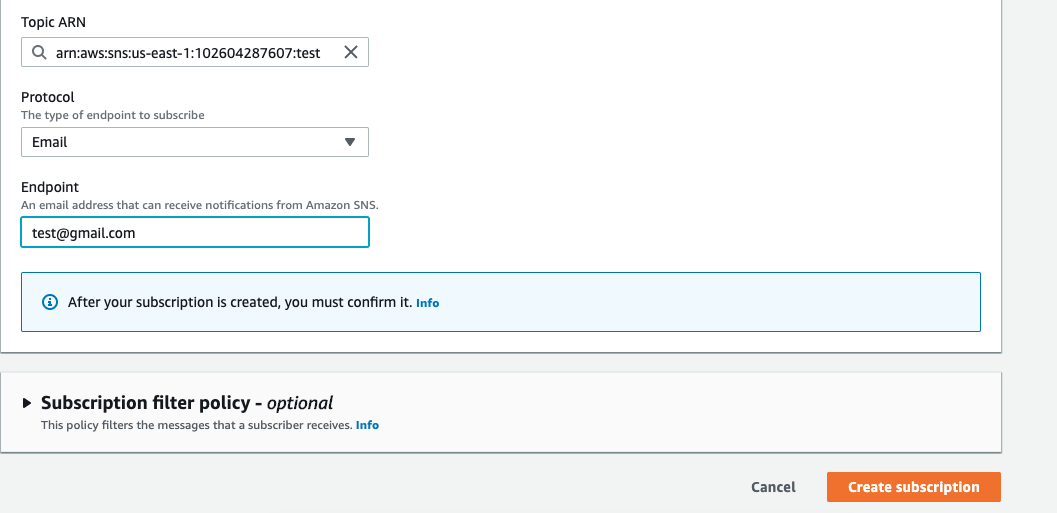 Topic ARN
arn:aws:sns:us-east-1:102604287607:test
Protocol
The type of endpoint to subscribe
Email
Endpoint
An email address that can receive notifications from Amazon SNS.
test@gmail.com
After your subscription is created, you must confirm it. Info
Subscription filter policy - optional
This policy filters the messages that a subscriber receives. Info
Cancel Create subscription